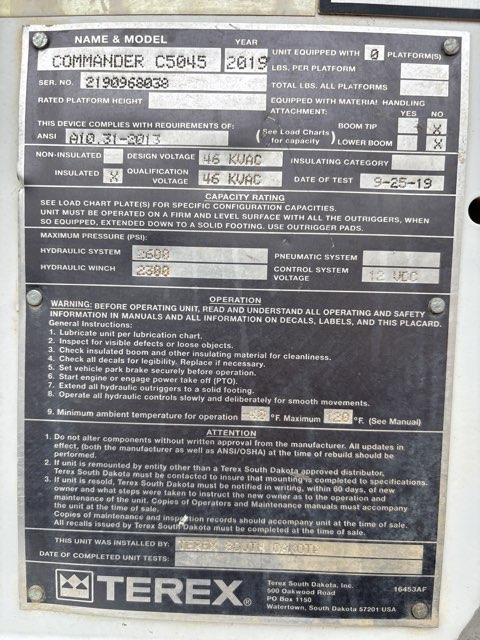 NAME & MODEL YEAR
COMMANDER C5045 2019
UNIT EQUIPPED WITH 0 PLATFORM(S)
LBS. PER PLATFORM
SER. NO. 2190968038
TOTAL LBS. ALL PLATFORMS
RATED PLATFORM HEIGHT
EQUIPPED WITH MATERIAL HANDLING
ATTACHMENT: YES NO
THIS DEVICE COMPLIES WITH REQUIREMENTS OF:
ANSI A10.31-2013
(See Load Charts for capacity)
BOOM TIP X
LOWER BOOM X
NON-INSULATED DESIGN VOLTAGE 46 KVAC INSULATING CATEGORY
INSULATED X QUALIFICATION VOLTAGE 46 KVAC DATE OF TEST 9-25-19
CAPACITY RATING
SEE LOAD CHART PLATE(S) FOR SPECIFIC CONFIGURATION CAPACITIES.
UNIT MUST BE OPERATED ON A FIRM AND LEVEL SURFACE WITH ALL THE OUTRIGGERS, WHEN
SO EQUIPPED, EXTENDED DOWN TO A SOLID FOOTING. USE OUTRIGGER PADS.
MAXIMUM PRESSURE (PSI):
HYDRAULIC SYSTEM 2600 PNEUMATIC SYSTEM
HYDRAULIC WINCH 2300 CONTROL SYSTEM VOLTAGE 12 VDC
OPERATION
WARNING: BEFORE OPERATING UNIT, READ AND UNDERSTAND ALL OPERATING AND SAFETY
INFORMATION IN MANUALS AND ALL INFORMATION ON DECALS, LABELS, AND THIS PLACARD.
General Instructions:
1. Lubricate unit per lubrication chart.
2. Inspect for visible defects or loose objects.
3. Check insulated boom and other insulating material for cleanliness.
4. Check all decals for legibility. Replace if necessary.
5. Set vehicle park brake securely before operation.
6. Start engine or engage power take off (PTO).
7. Extend all hydraulic outriggers to a solid footing.
8. Operate all hydraulic controls slowly and deliberately for smooth movements.
9. Minimum ambient temperature for operation °F. Maximum 120 °F. (See Manual)
ATTENTION
1. Do not alter components without written approval from the manufacturer. All updates in
effect, (both the manufacturer as well as ANSI/OSHA) at the time of rebuild should be
performed.
2. If unit is remounted by entity other than a Terex South Dakota approved distributor,
Terex South Dakota must be contacted to ensure that mounting is completed to specifications.
3. If unit is resold, Terex South Dakota must be notified in writing, within 60 days, of new
owner and what steps were taken to instruct the new owner as to the operation and
maintenance of the unit. Copies of Operators and Maintenance manuals must accompany
the unit at the time of sale.
Copies of maintenance and inspection records should accompany unit at the time of sale.
All recalls issued by Terex South Dakota must be completed at the time of sale.
THIS UNIT WAS INSTALLED BY: TEREX SOUTH DAKOTA
DATE OF COMPLETED UNIT TESTS:
TEREX®
Terex South Dakota, Inc.
500 Oakwood Road
PO Box 1150
Watertown, South Dakota 57201 USA
16453AF